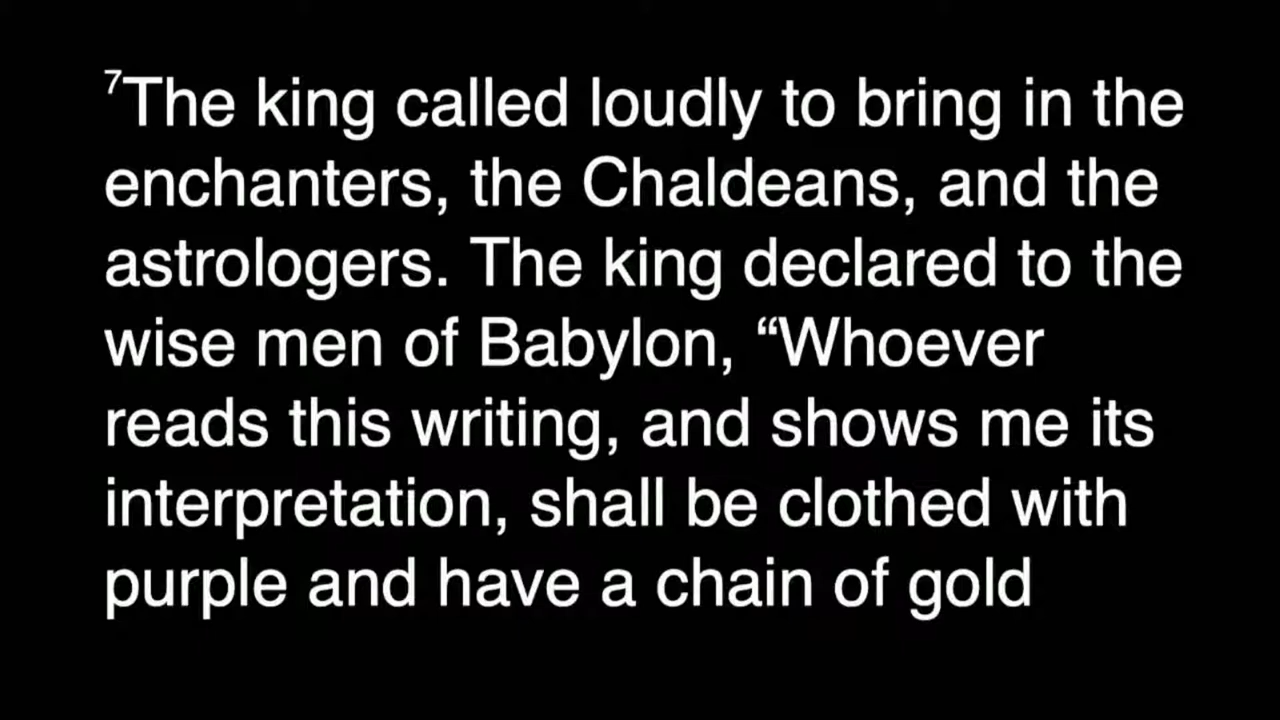 ⁷The king called loudly to bring in the
enchanters, the Chaldeans, and the
astrologers. The king declared to the
wise men of Babylon, “Whoever
reads this writing, and shows me its
interpretation, shall be clothed with
purple and have a chain of gold